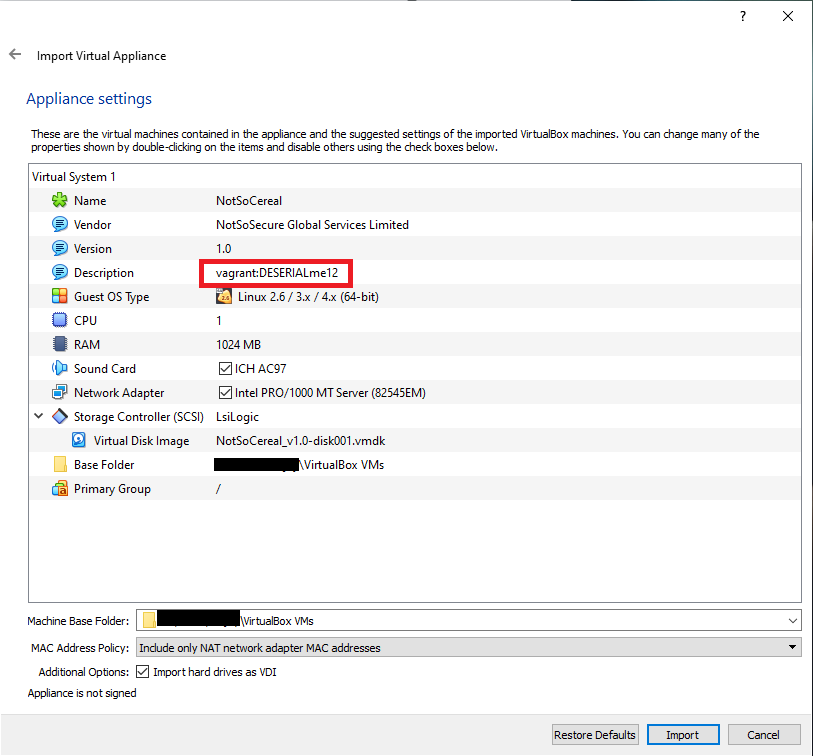 ?
Import Virtual Appliance
Appliance settings
These are the virtual machines contained in the appliance and the suggested settings of the imported VirtualBox machines. You can change many of the
properties shown by double-clicking on the items and disable others using the check boxes below.
Virtual System 1
Name NotSoCereal
Vendor NotSoSecure Global Services Limited
Version 1.0
Description vagrant:DESERIALme12
Guest OS Type Linux 2.6 / 3.x / 4.x (64-bit)
CPU 1
RAM 1024 MB
Sound Card ICH AC97
Network Adapter Intel PRO/1000 MT Server (82545EM)
Storage Controller (SCSI) LsiLogic
Virtual Disk Image NotSoCereal_v1.0-disk001.vmdk
Base Folder \VirtualBox VMs
Primary Group /
Machine Base Folder: \VirtualBox VMs
MAC Address Policy: Include only NAT network adapter MAC addresses
Additional Options: Import hard drives as VDI
Appliance is not signed
Restore Defaults Import Cancel